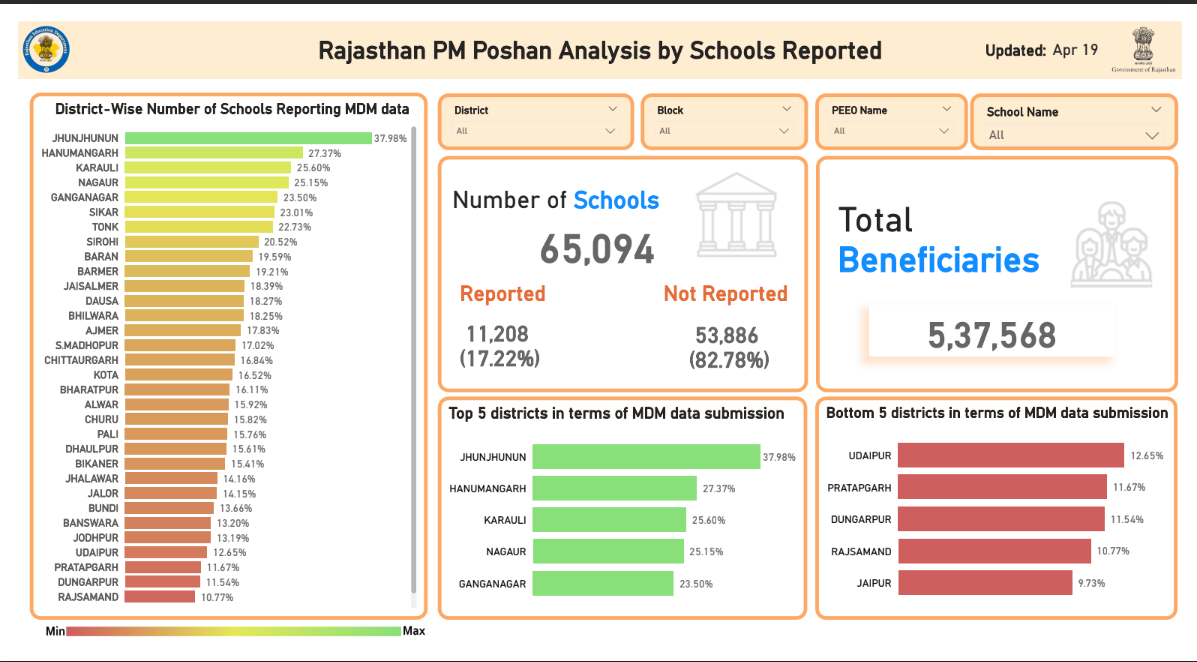 Rajasthan PM Poshan Analysis by Schools Reported
Updated: Apr 19
Government of Rajasthan
District-Wise Number of Schools Reporting MDM data
JHUNJHUNUN 37.98%
HANUMANGARH 27.37%
KARAULI 25.60%
NAGAUR 25.15%
GANGANAGAR 23.50%
SIKAR 23.01%
TONK 22.73%
SIROHI 20.52%
BARAN 19.59%
BARMER 19.21%
JAISALMER 18.39%
DAUSA 18.27%
BHILWARA 18.25%
AJMER 17.83%
S.MADHOPUR 17.02%
CHITTAURGARH 16.84%
KOTA 16.52%
BHARATPUR 16.11%
ALWAR 15.92%
CHURU 15.82%
PALI 15.76%
DHAULPUR 15.61%
BIKANER 15.41%
JHALAWAR 14.16%
JALOR 14.15%
BUNDI 13.66%
BANSWARA 13.20%
JODHPUR 13.19%
UDAIPUR 12.65%
PRATAPGARH 11.67%
DUNGARPUR 11.54%
RAJSAMAND 10.77%
Min Max
District
All
Block
All
PEEO Name
All
School Name
All
Number of Schools
65,094
Reported Not Reported
11,208 53,886
(17.22%) (82.78%)
Total
Beneficiaries
5,37,568
Top 5 districts in terms of MDM data submission
JHUNJHUNUN 37.98%
HANUMANGARH 27.37%
KARAULI 25.60%
NAGAUR 25.15%
GANGANAGAR 23.50%
Bottom 5 districts in terms of MDM data submission
UDAIPUR 12.65%
PRATAPGARH 11.67%
DUNGARPUR 11.54%
RAJSAMAND 10.77%
JAIPUR 9.73%